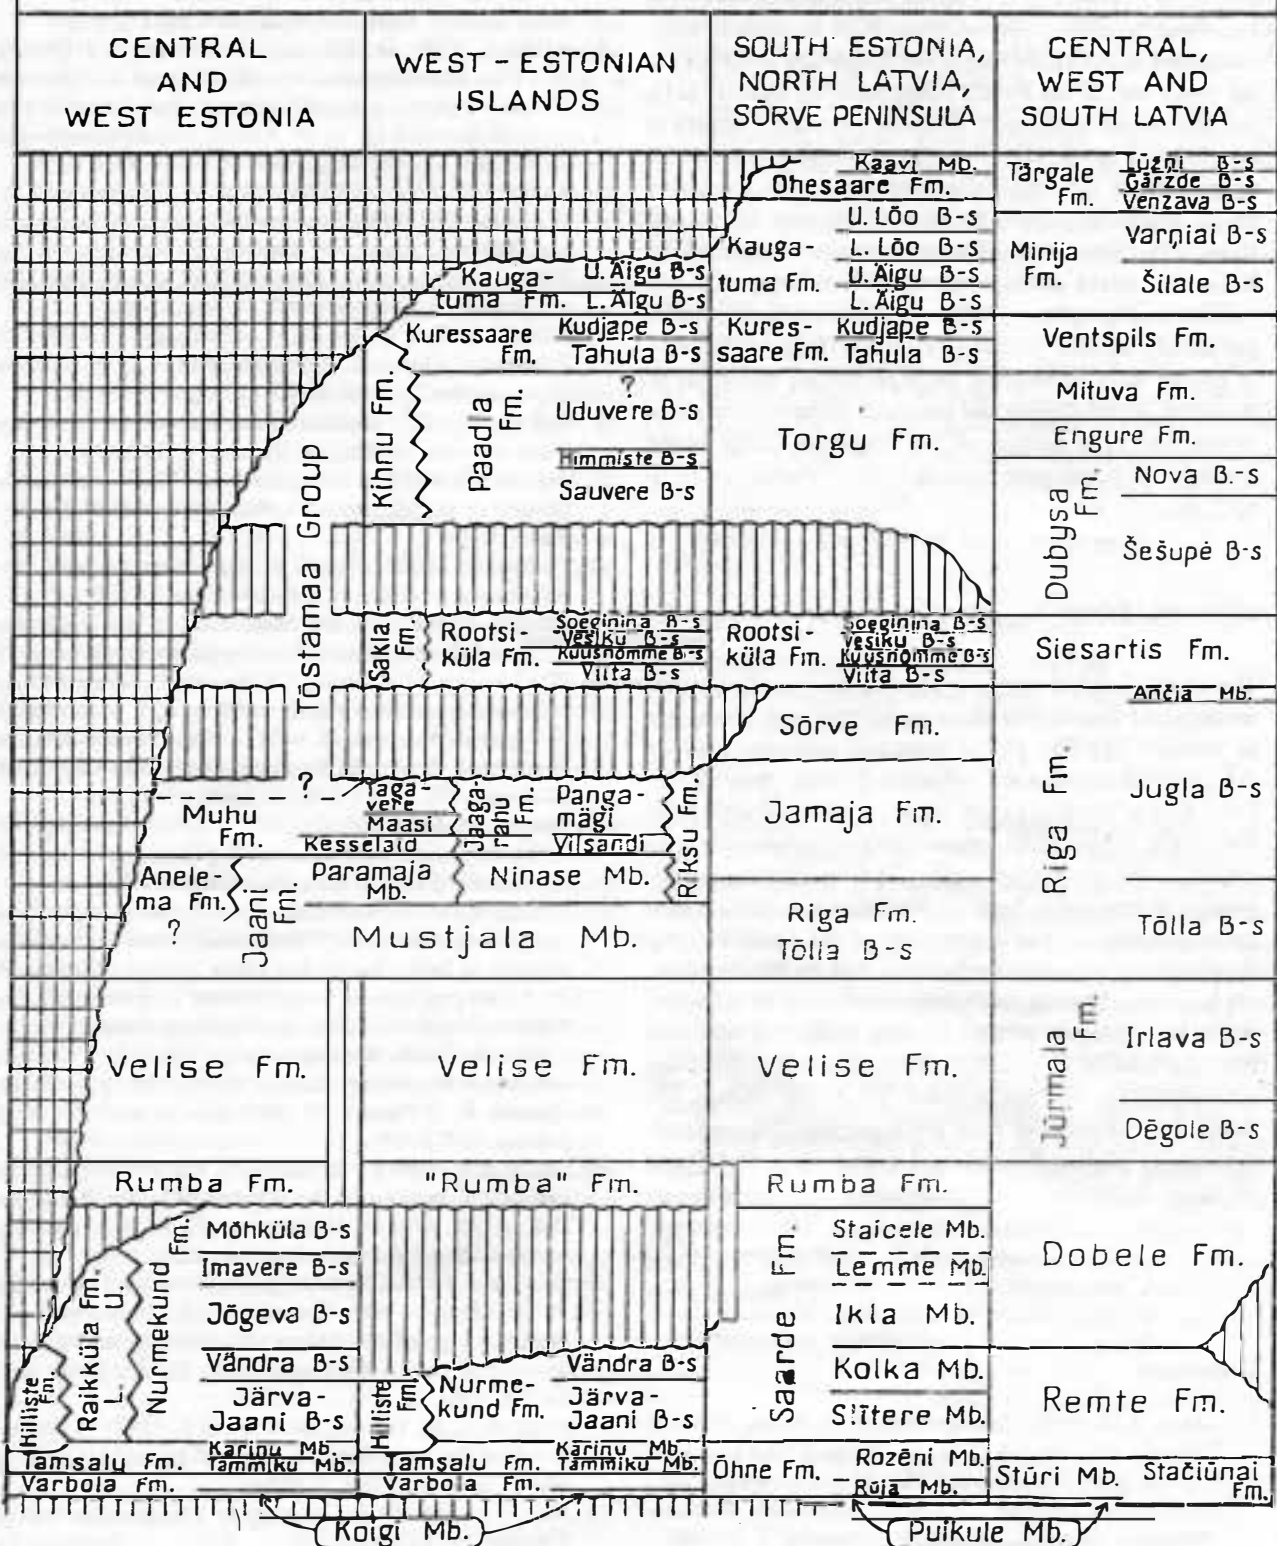 CENTRAL
AND
WEST ESTONIA
WEST-ESTONIAN
ISLANDS
SOUTH ESTONIA,
NORTH LATVIA,
SÕRVE PENINSULA
CENTRAL,
WEST AND
SOUTH LATVIA
Tõstamaa Group
Muhu
Fm.
?
Kesselaid
Anele-
ma Fm.
?
Jaani
Fm.
Velise Fm.
Rumba Fm.
Hilliste
Fm.
Raikküla Fm.
L. U.
Nurmekund
Fm.
Mõhküla B-s
Imavere B-s
Jõgeva B-s
Vändra B-s
Järva-
Jaani B-s
Karinu Mb.
Tamsalu Fm. Tammiku Mb.
Varbola Fm.
Kauga- U. Äigu B-s
tuma Fm. L. Äigu B-s
Kuressaare Kudjape B-s
Fm. Tahula B-s
Kihnu Fm.
Paadla
Fm.
?
Uduvere B-s
Himmiste B-s
Sauvere B-s
Sakla
Fm.
Rootsi-
küla Fm.
Soeginina B-s
Vesiku B-s
Kuusnõmme B-s
Viita B-s
Taga-
vere
Maasi
Jaaga-
rahu
Fm.
Panga-
mägi
Vilsandi
Riksu Fm.
Paramaja
Mb.
Ninase Mb.
Mustjala Mb.
Velise Fm.
"Rumba" Fm.
Hilliste
Fm.
Nurme-
kund Fm.
Vändra B-s
Järva-
Jaani B-s
Karinu Mb.
Tamsalu Fm. Tammiku Mb.
Varbola Fm.
Koigi Mb.
Kaavi Mb.
Ohesaare Fm.
Kauga-
tuma Fm.
U. Lõo B-s
L. Lõo B-s
U. Äigu B-s
L. Äigu B-s
Kures- Kudjape B-s
saare Fm. Tahula B-s
Torgu Fm.
Rootsi-
küla Fm.
Soeginina B-s
Vesiku B-s
Kuusnõmme B-s
Viita B-s
Sõrve Fm.
Jamaja Fm.
Riga Fm.
Tõlla B-s
Velise Fm.
Rumba Fm.
Saarde Fm.
Staicele Mb.
Lemme Mb.
Ikla Mb.
Kolka Mb.
Slitere Mb.
Õhne Fm.
Rozēni Mb.
Rūja Mb.
Puikule Mb.
Tārgale
Fm.
Lūžņi B-s
Gārzde B-s
Venzava B-s
Minija
Fm.
Varņiai B-s
Šilale B-s
Ventspils Fm.
Mituva Fm.
Engure Fm.
Dubysa
Fm.
Nova B.-s
Šešupe B-s
Siesartis Fm.
Riga Fm.
Ančia Mb.
Jugla B-s
Tõlla B-s
Jūrmala
Fm.
Irlava B-s
Dēgole B-s
Dobele Fm.
Remte Fm.
Stūri Mb.
Stačiūnai
Fm.